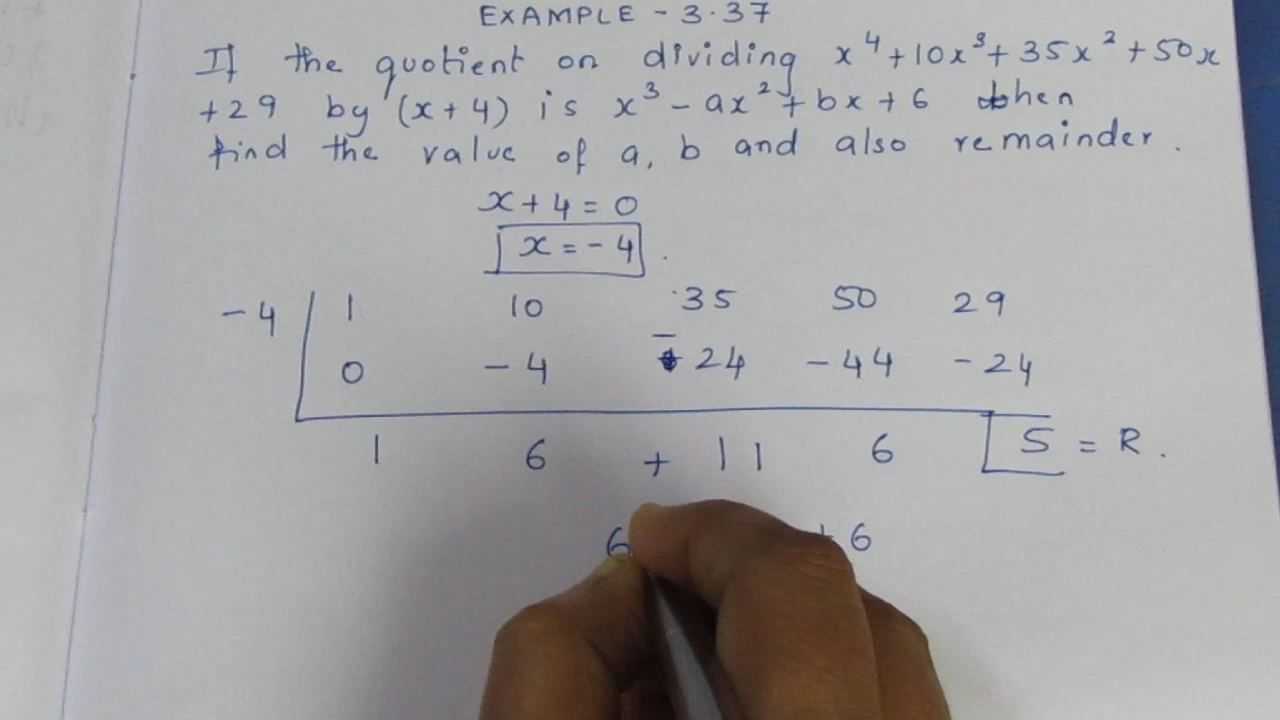 EXAMPLE - 3.37
If the quotient on dividing x⁴+10x³+35x²+50x
+29 by (x+4) is x³-ax²+bx+6 then
find the value of a, b and also remainder.
x+4=0
x=-4.
-4 1 10 35 50 29
0 -4 -24 -44 -24
1 6 +11 6 5 = R.
6 +6